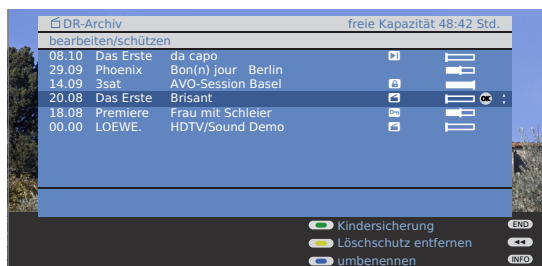 DR-Archiv freie Kapazität 48:42 Std.
bearbeiten/schützen
08.10 Das Erste da capo
29.09 Phoenix Bon(n) jour Berlin
14.09 3sat AVO-Session Basel
20.08 Das Erste Brisant OK
18.08 Premiere Frau mit Schleier
00.00 LOEWE. HDTV/Sound Demo
Kindersicherung END
Löschschutz entfernen
umbenennen INFO